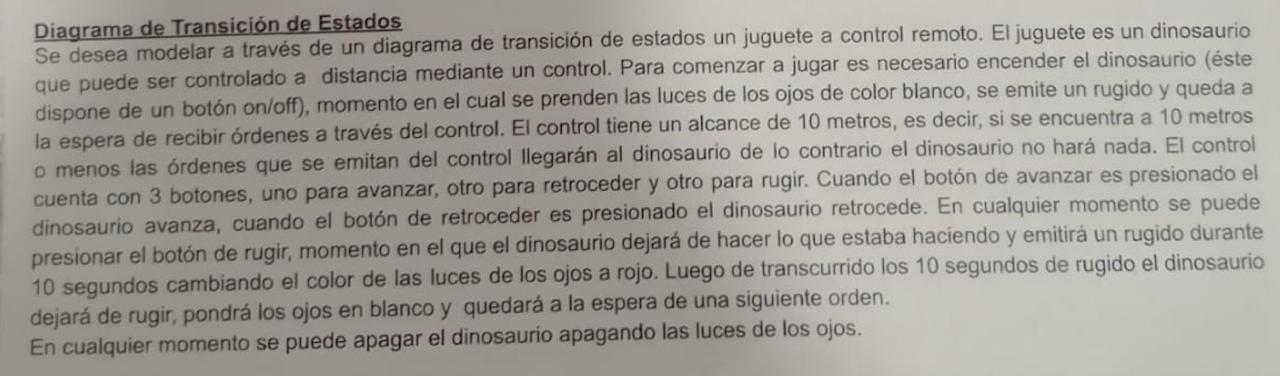 Diagrama de Transición de Estados
Se desea modelar a través de un diagrama de transición de estados un juguete a control remoto. El juguete es un dinosaurio
que puede ser controlado a distancia mediante un control. Para comenzar a jugar es necesario encender el dinosaurio (éste
dispone de un botón on/off), momento en el cual se prenden las luces de los ojos de color blanco, se emite un rugido y queda a
la espera de recibir órdenes a través del control. El control tiene un alcance de 10 metros, es decir, si se encuentra a 10 metros
o menos las órdenes que se emitan del control llegarán al dinosaurio de lo contrario el dinosaurio no hará nada. El control
cuenta con 3 botones, uno para avanzar, otro para retroceder y otro para rugir. Cuando el botón de avanzar es presionado el
dinosaurio avanza, cuando el botón de retroceder es presionado el dinosaurio retrocede. En cualquier momento se puede
presionar el botón de rugir, momento en el que el dinosaurio dejará de hacer lo que estaba haciendo y emitirá un rugido durante
10 segundos cambiando el color de las luces de los ojos a rojo. Luego de transcurrido los 10 segundos de rugido el dinosaurio
dejará de rugir, pondrá los ojos en blanco y quedará a la espera de una siguiente orden.
En cualquier momento se puede apagar el dinosaurio apagando las luces de los ojos.